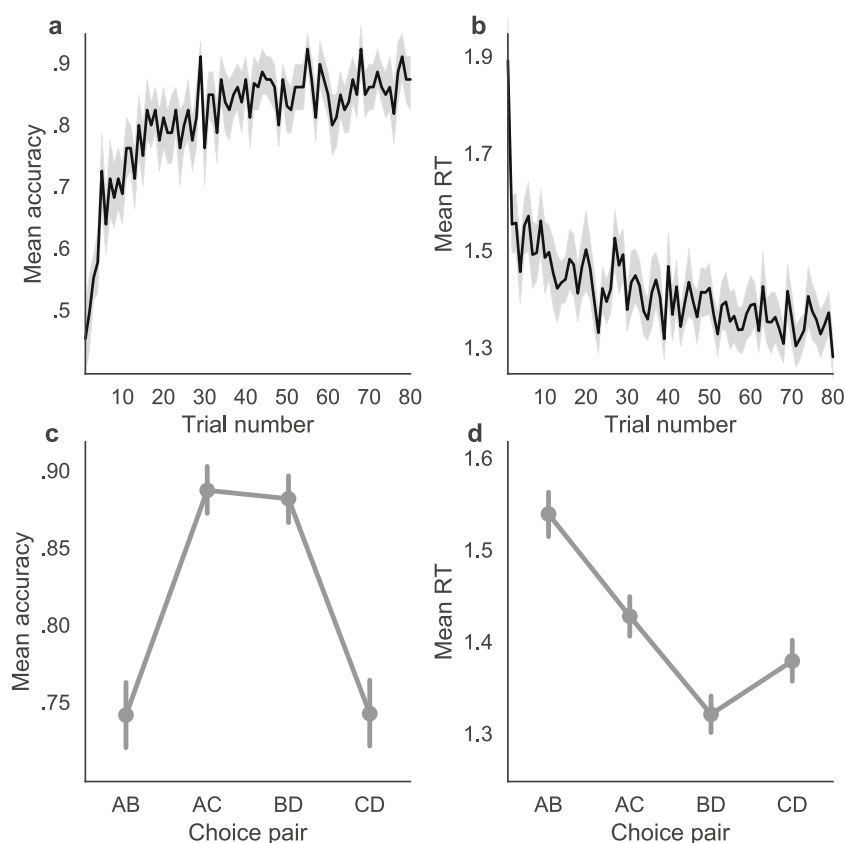 a
Mean accuracy
.9
.8
.7
.6
.5
10 20 30 40 50 60 70 80
Trial number
b
Mean RT
1.9
1.7
1.5
1.3
10 20 30 40 50 60 70 80
Trial number
c
Mean accuracy
.90
.85
.80
.75
AB AC BD CD
Choice pair
d
Mean RT
1.6
1.5
1.4
1.3
AB AC BD CD
Choice pair